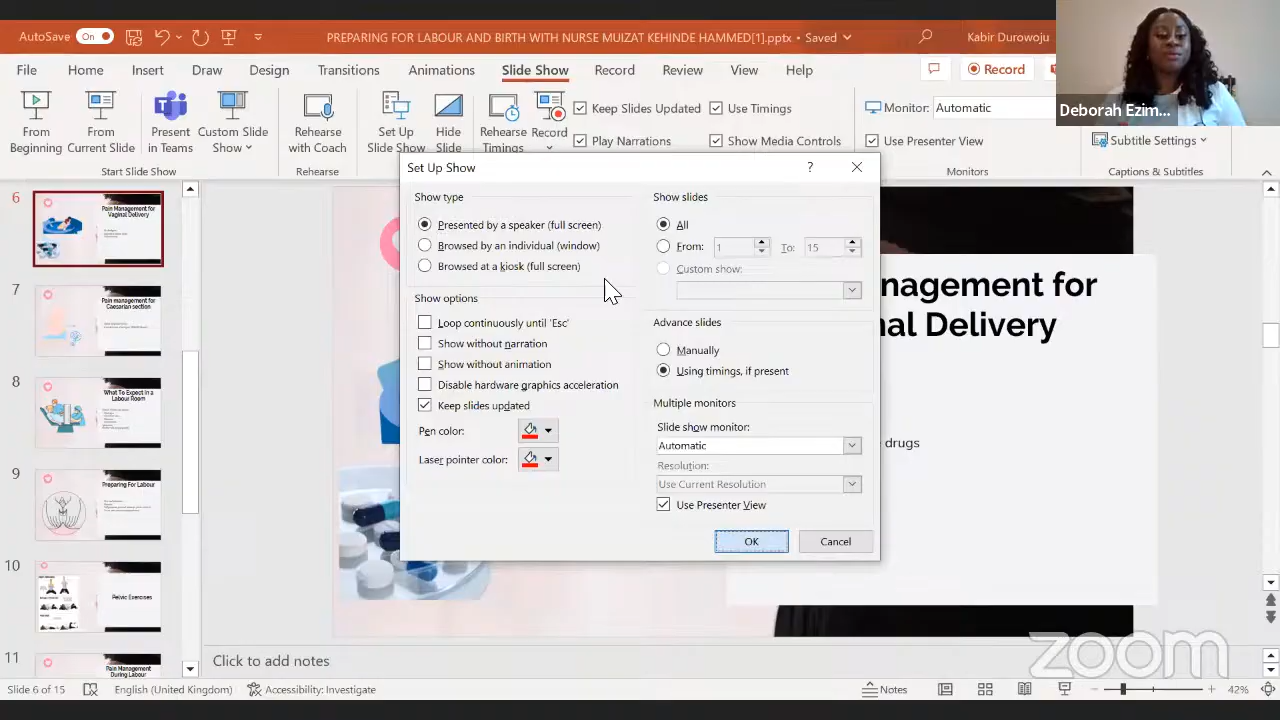 AutoSave On
PREPARING FOR LABOUR AND BIRTH WITH NURSE MUIZAT KEHINDE HAMMED[1].pptx • Saved
Kabir Durowoju
File Home Insert Draw Design Transitions Animations Slide Show Record Review View Help
Record
From Beginning
From Current Slide
Present in Teams
Custom Slide Show
Rehearse with Coach
Set Up Slide Show
Hide Slide
Rehearse Timings
Record
Keep Slides Updated
Use Timings
Play Narrations
Show Media Controls
Monitor: Automatic
Use Presenter View
Subtitle Settings
Start Slide Show
Rehearse
Monitors
Captions & Subtitles
Deborah Ezim...
6
Pain Management for
Vaginal Delivery
7
Pain management for
Caesarian section
8
What To Expect in a
Labour Room
9
Preparing For Labour
10
Pelvic Exercises
11
Pain Management
During Labour
Set Up Show
?
Show type
Presented by a speaker (full screen)
Browsed by an individual (window)
Browsed at a kiosk (full screen)
Show options
Loop continuously until 'Esc'
Show without narration
Show without animation
Disable hardware graphics acceleration
Keep slides updated
Pen color:
Laser pointer color:
Show slides
All
From: 1 To: 15
Custom show:
Advance slides
Manually
Using timings, if present
Multiple monitors
Slide show monitor:
Automatic
Resolution:
Use Current Resolution
Use Presenter View
OK
Cancel
nagement for
nal Delivery
drugs
Click to add notes
zoom
Slide 6 of 15
English (United Kingdom)
Accessibility: Investigate
Notes
42%